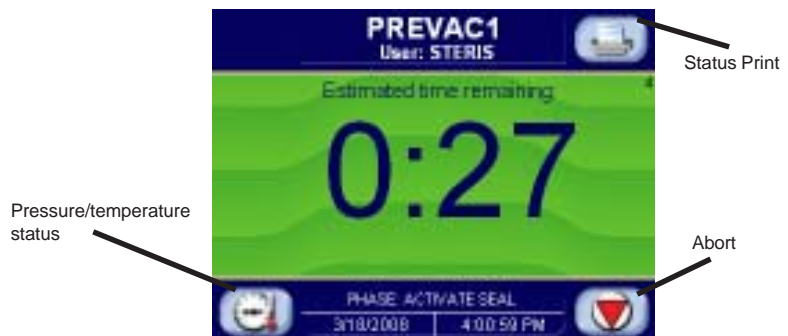 PREVAC1
User: STERIS
Status Print
Estimated time remaining
4
0:27
Pressure/temperature
status
Abort
PHASE: ACTIVATE SEAL
3/18/2008 4:00:59 PM